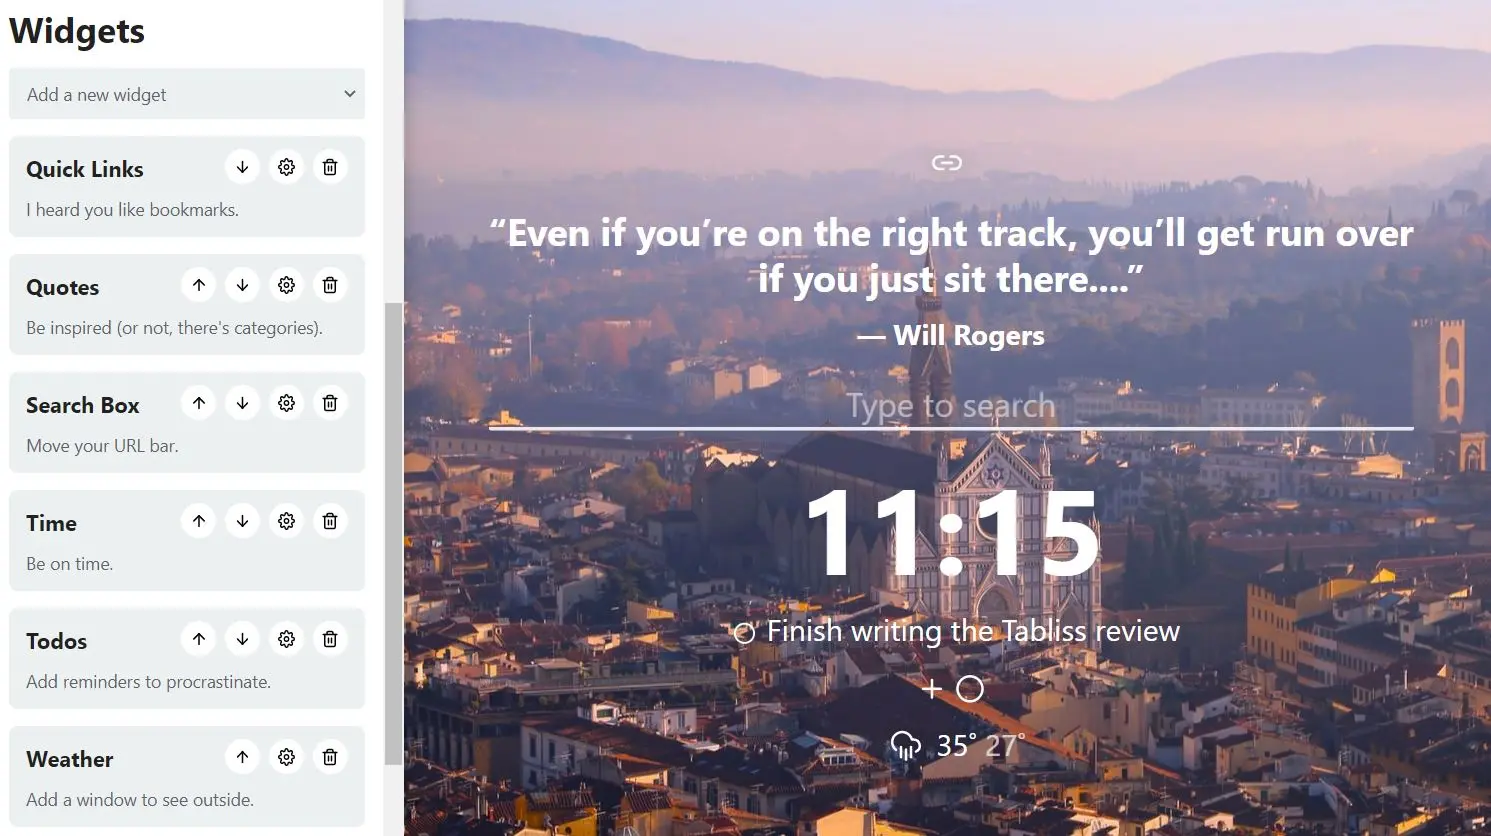 Widgets
Add a new widget
Quick Links
I heard you like bookmarks.
Quotes
Be inspired (or not, there's categories).
Search Box
Move your URL bar.
Time
Be on time.
Todos
Add reminders to procrastinate.
Weather
Add a window to see outside.
“Even if you’re on the right track, you’ll get run over
if you just sit there....”
— Will Rogers
Type to search
11:15
Finish writing the Tabliss review
35° 27°